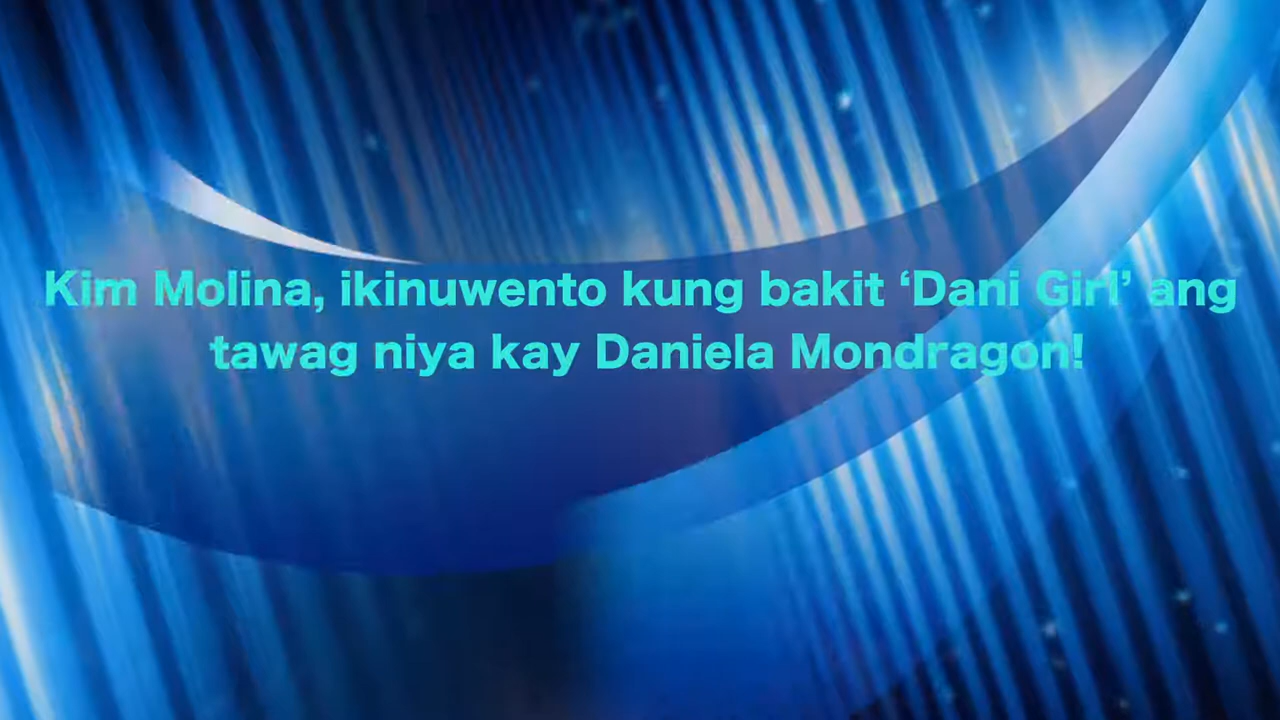 Kim Molina, ikinuwento kung bakit ‘Dani Girl’ ang
tawag niya kay Daniela Mondragon!